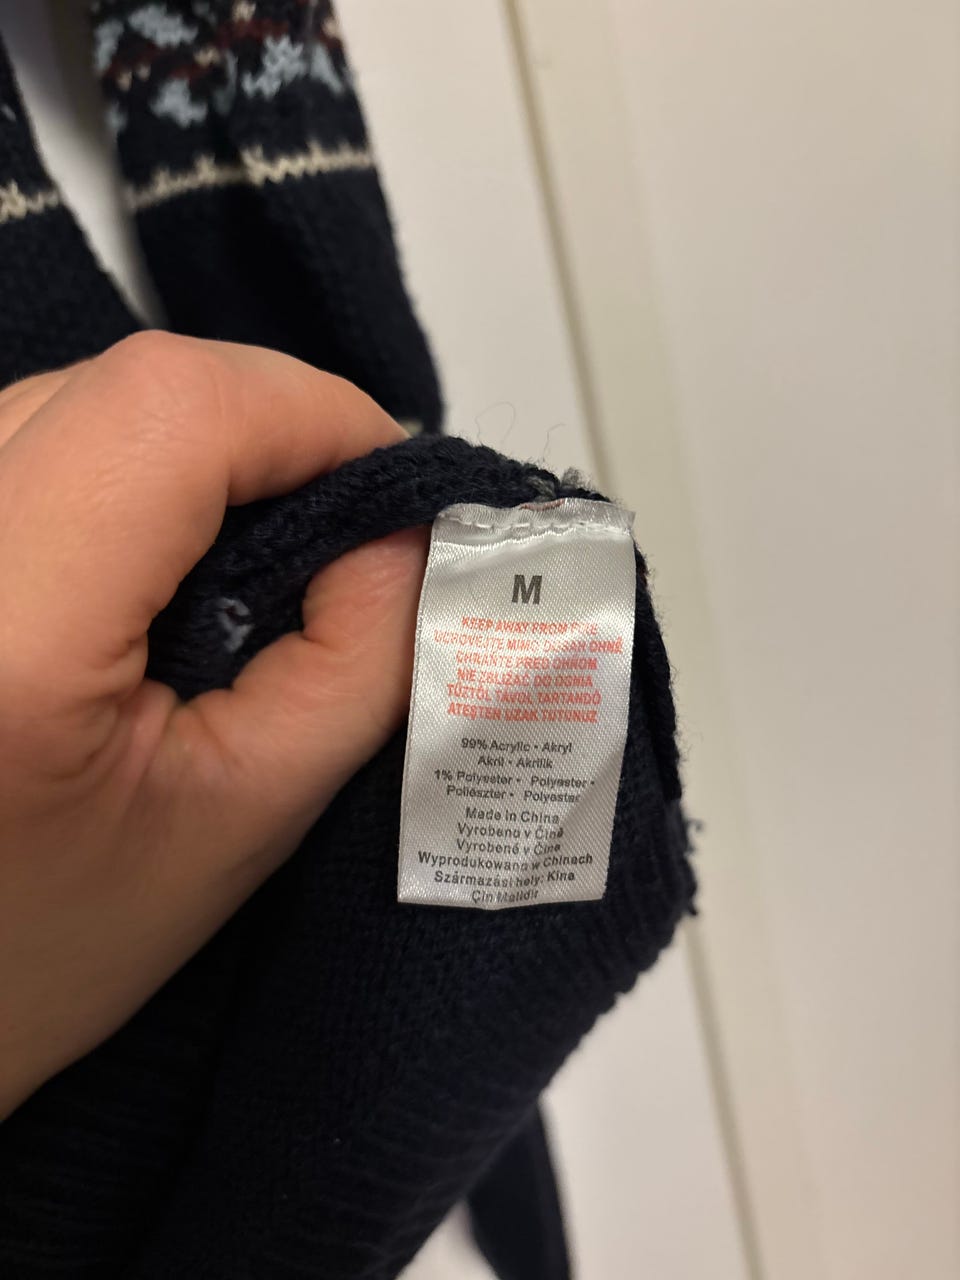 M
KEEP AWAY FROM FIRE
UCHOVEJTE MIMO DOSAH OHNĚ
CHRÁŇTE PRED OHŇOM
NIE ZBLIŻAĆ DO OGNIA
TŰZTŐL TÁVOL TARTANDÓ
ATEŞTEN UZAK TUTUNUZ
99% Acrylic • Akryl
Akril • Akrilik
1% Polyester • Polyester •
Poliészter • Polyester
Made in China
Vyrobeno v Číně
Vyrobené v Číne
Wyprodukowano w Chinach
Származási hely: Kína
Çin Malıdır